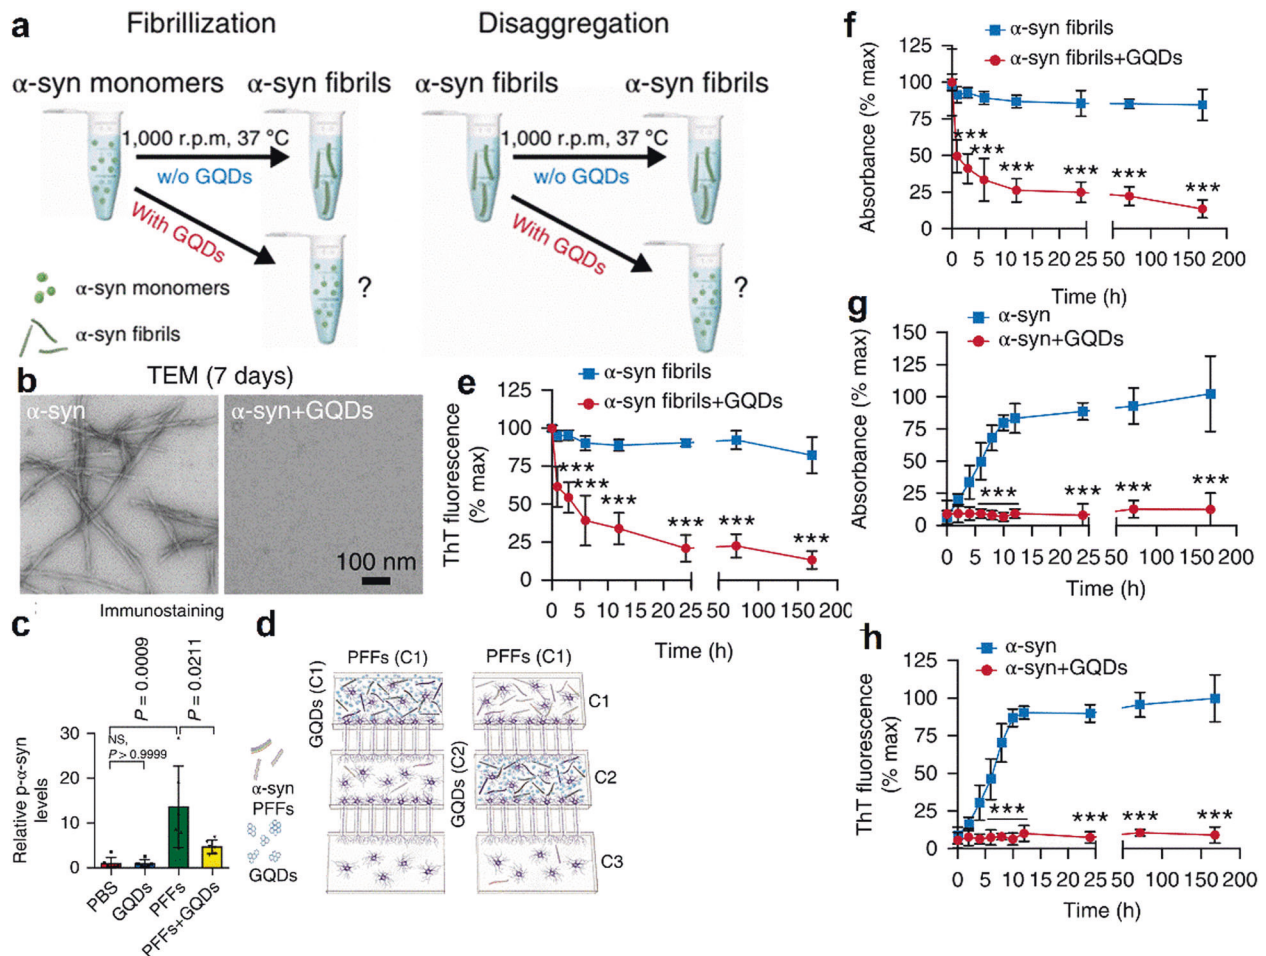 a
Fibrillization
Disaggregation
α-syn monomers
α-syn fibrils
α-syn fibrils
α-syn fibrils
1,000 r.p.m, 37 °C
w/o GQDs
With GQDs
?
1,000 r.p.m, 37 °C
w/o GQDs
With GQDs
?
α-syn monomers
α-syn fibrils
b
TEM (7 days)
α-syn
α-syn+GQDs
100 nm
c
Immunostaining
P = 0.0009
P = 0.0211
NS,
P > 0.9999
Relative p-α-syn
levels
30
20
10
0
PBS
GQDs
PFFs
PFFs+GQDs
d
α-syn
PFFs
GQDs
PFFs (C1)
PFFs (C1)
GQDs (C1)
GQDs (C2)
C1
C2
C3
e
α-syn fibrils
α-syn fibrils+GQDs
ThT fluorescence
(% max)
125
100
75
50
25
0
***
***
***
***
***
***
0 5 10 15 20 25 50 100 150 200
Time (h)
f
α-syn fibrils
α-syn fibrils+GQDs
Absorbance (% max)
125
100
75
50
25
0
***
***
***
***
***
***
0 5 10 15 20 25 50 100 150 200
Time (h)
g
α-syn
α-syn+GQDs
Absorbance (% max)
150
100
75
50
25
0
***
***
***
***
0 5 10 15 20 25 50 100 150 200
Time (h)
h
α-syn
α-syn+GQDs
ThT fluorescence
(% max)
125
100
75
50
25
0
***
***
***
***
0 5 10 15 20 25 50 100 150 200
Time (h)